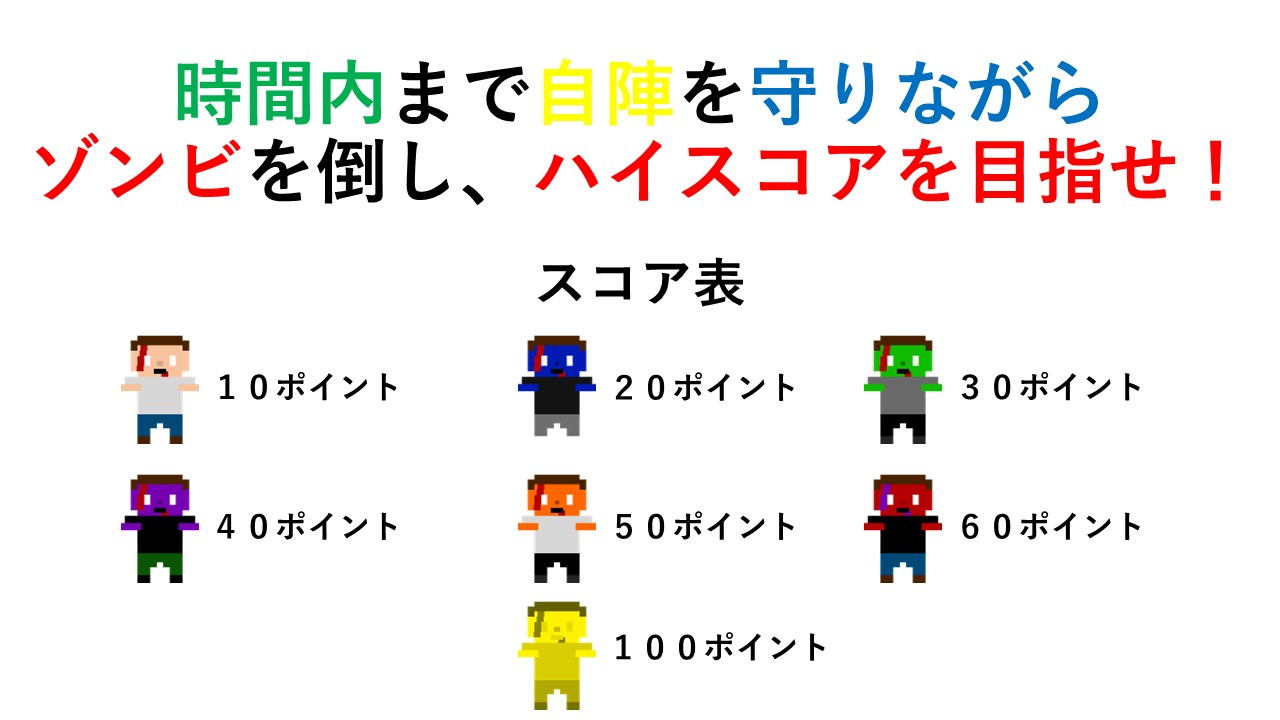 時間内まで自陣を守りながら
ゾンビを倒し、ハイスコアを目指せ！
スコア表
１０ポイント
２０ポイント
３０ポイント
４０ポイント
５０ポイント
６０ポイント
１００ポイント